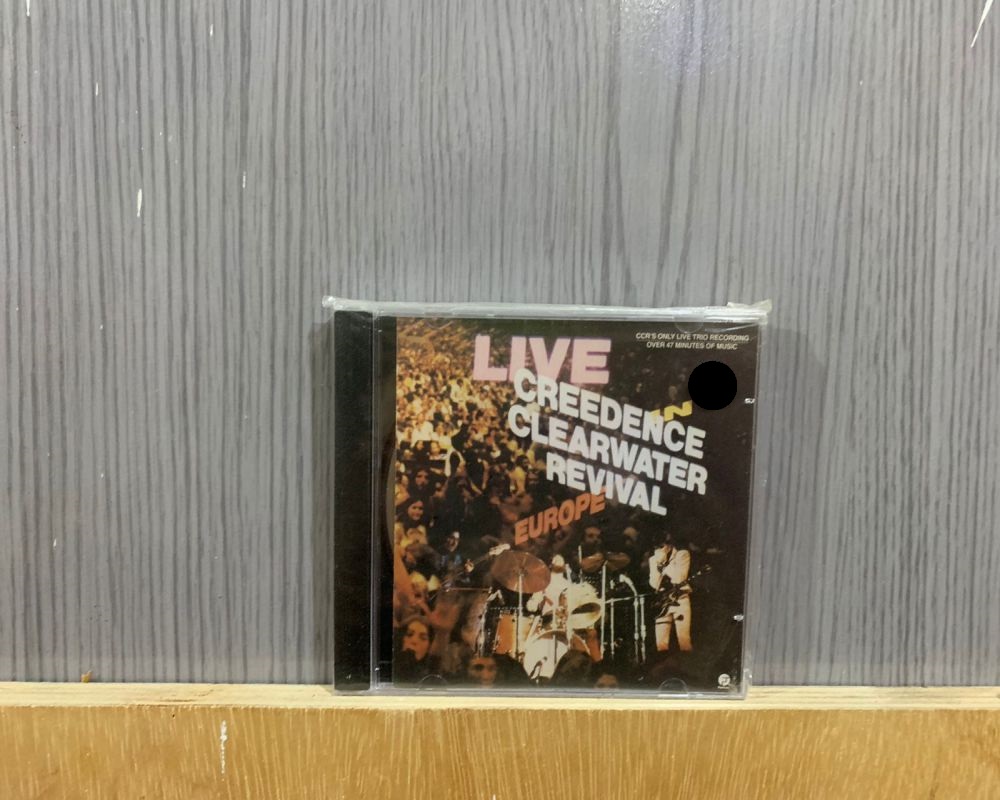 CCR'S ONLY LIVE TRIO RECORDING
OVER 47 MINUTES OF MUSIC
LIVE
IN
CREEDENCE
CLEARWATER
REVIVAL
EUROPE